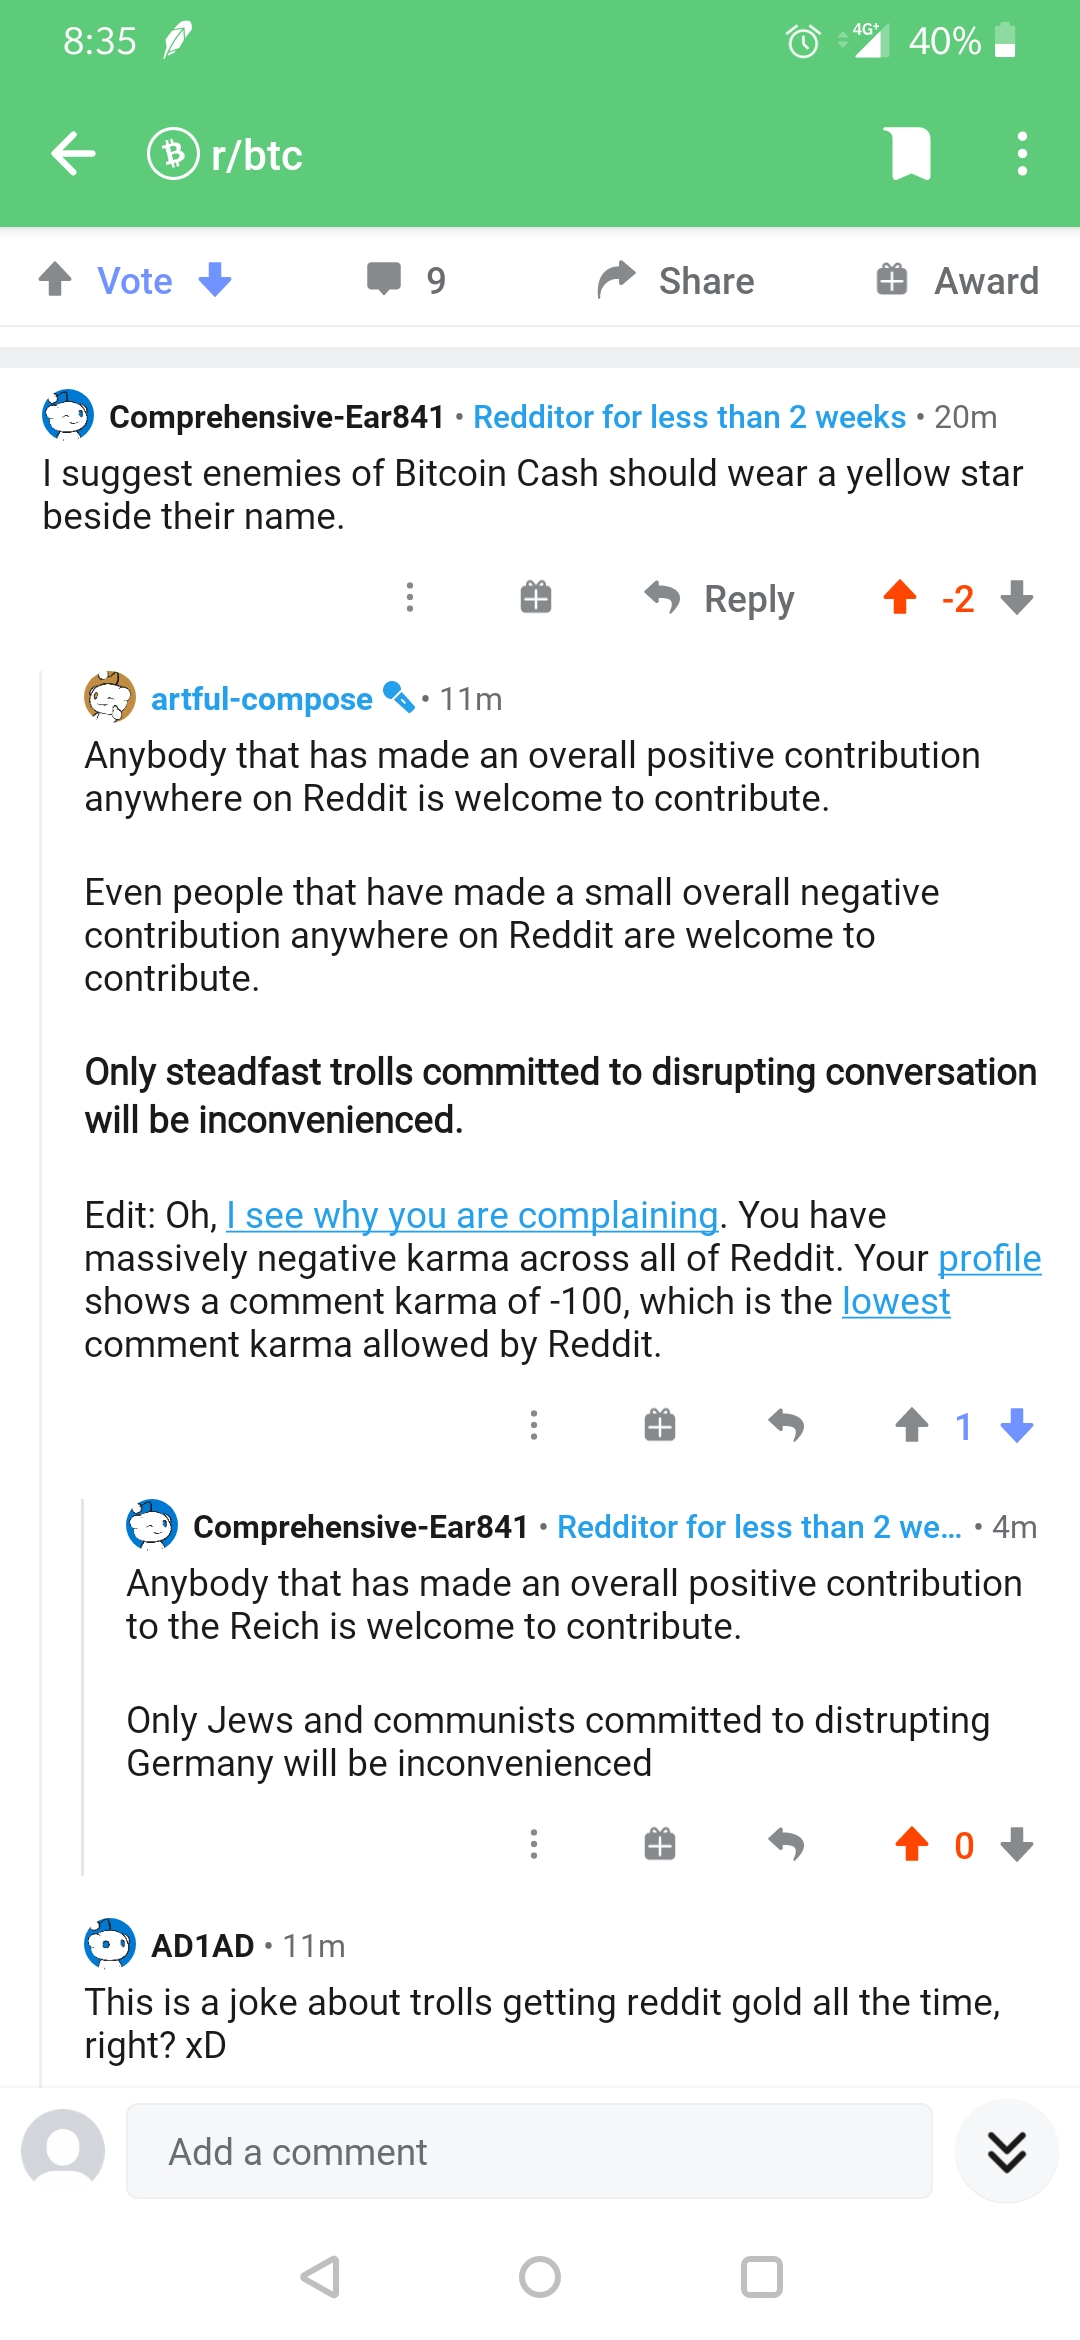 8:35
4G+
40%
r/btc
Vote
9
Share
Award
Comprehensive-Ear841 • Redditor for less than 2 weeks • 20m
I suggest enemies of Bitcoin Cash should wear a yellow star
beside their name.
Reply
-2
artful-compose • 11m
Anybody that has made an overall positive contribution
anywhere on Reddit is welcome to contribute.
Even people that have made a small overall negative
contribution anywhere on Reddit are welcome to
contribute.
Only steadfast trolls committed to disrupting conversation
will be inconvenienced.
Edit: Oh, I see why you are complaining. You have
massively negative karma across all of Reddit. Your profile
shows a comment karma of -100, which is the lowest
comment karma allowed by Reddit.
1
Comprehensive-Ear841 • Redditor for less than 2 we... • 4m
Anybody that has made an overall positive contribution
to the Reich is welcome to contribute.
Only Jews and communists committed to distrupting
Germany will be inconvenienced
0
AD1AD • 11m
This is a joke about trolls getting reddit gold all the time,
right? xD
Add a comment